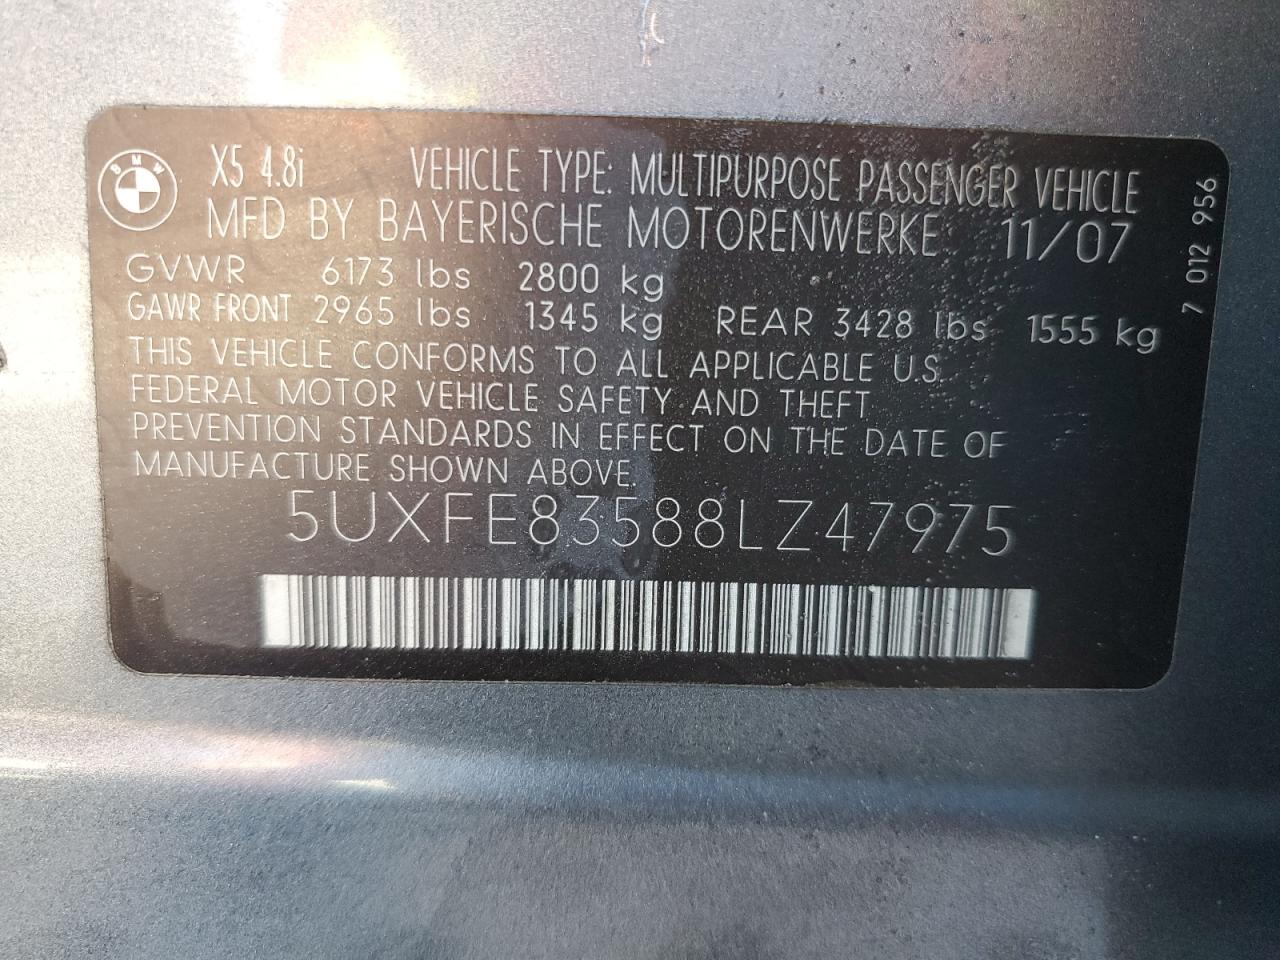 BMW
X5 4.8i VEHICLE TYPE: MULTIPURPOSE PASSENGER VEHICLE
MFD BY BAYERISCHE MOTORENWERKE 11/07
GVWR 6173 lbs 2800 kg
GAWR FRONT 2965 lbs 1345 kg REAR 3428 lbs 1555 kg
THIS VEHICLE CONFORMS TO ALL APPLICABLE U.S.
FEDERAL MOTOR VEHICLE SAFETY AND THEFT
PREVENTION STANDARDS IN EFFECT ON THE DATE OF
MANUFACTURE SHOWN ABOVE.
5UXFE83588LZ47975
7 012 956